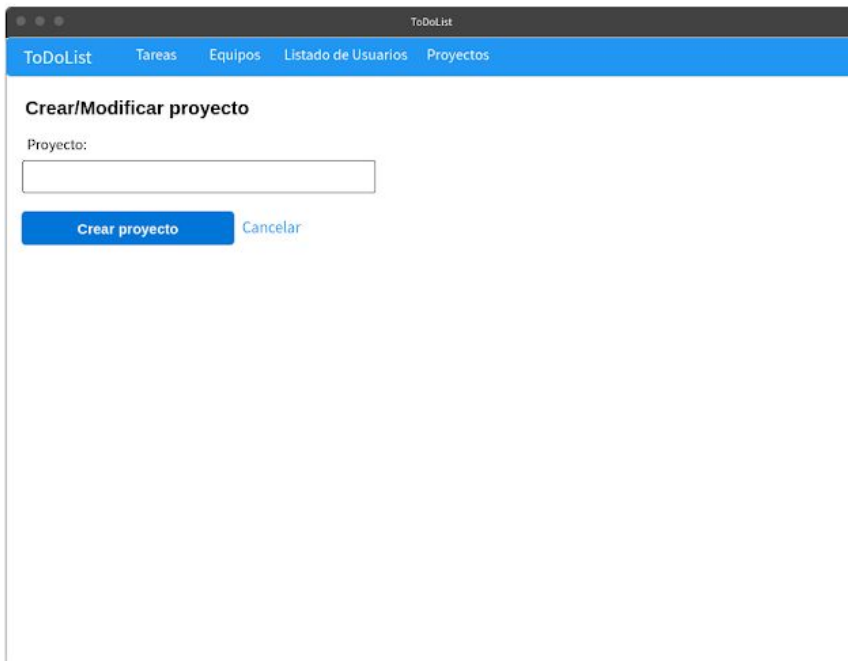 ToDoList
ToDoList Tareas Equipos Listado de Usuarios Proyectos
Crear/Modificar proyecto
Proyecto:
Crear proyecto Cancelar